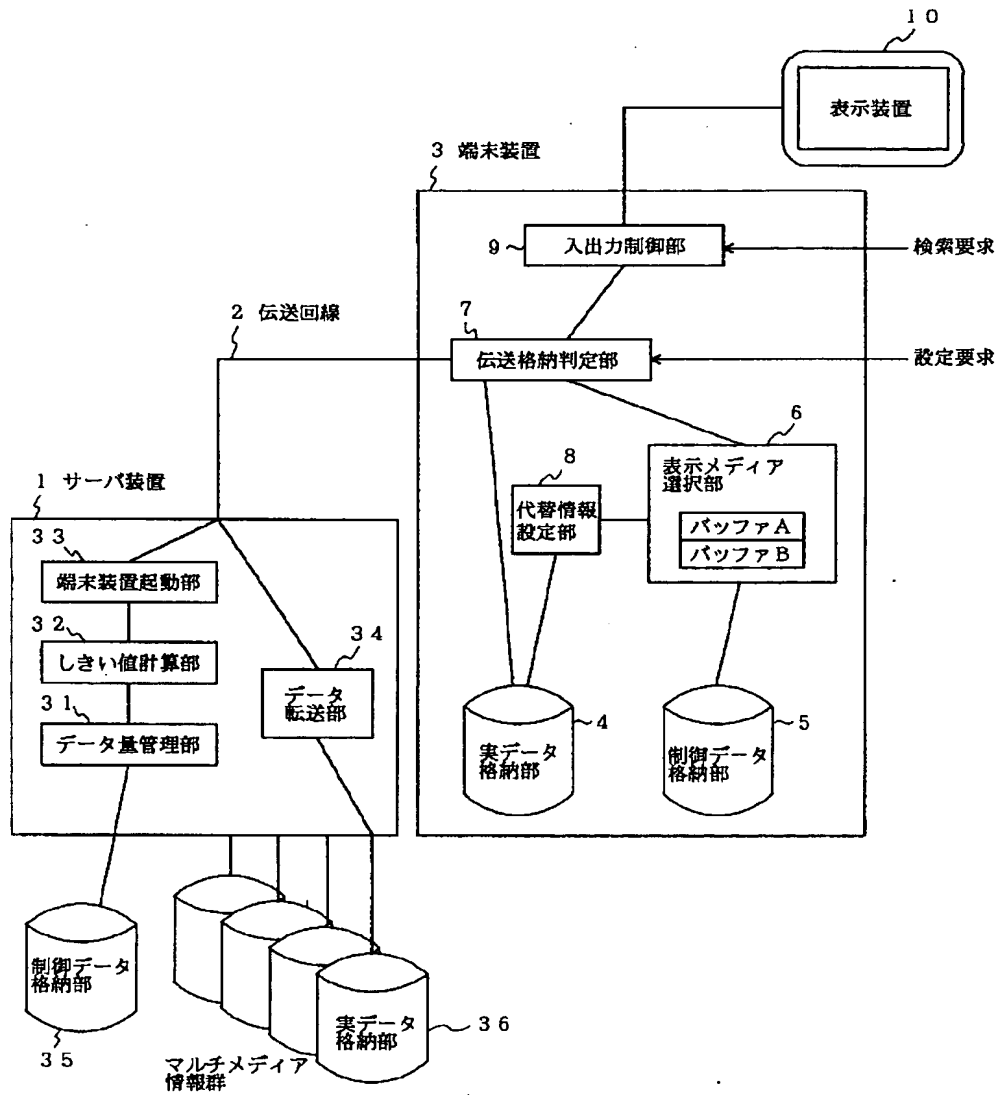 １０
表示装置
３ 端末装置
９
入出力制御部
検索要求
２ 伝送回線
７
伝送格納判定部
設定要求
６
表示メディア
選択部
バッファＡ
バッファＢ
８
代替情報
設定部
４
実データ
格納部
５
制御データ
格納部
１ サーバ装置
３３
端末装置起動部
３２
しきい値計算部
３１
データ量管理部
３４
データ
転送部
制御データ
格納部
３５
実データ
格納部
３６
マルチメディア
情報群